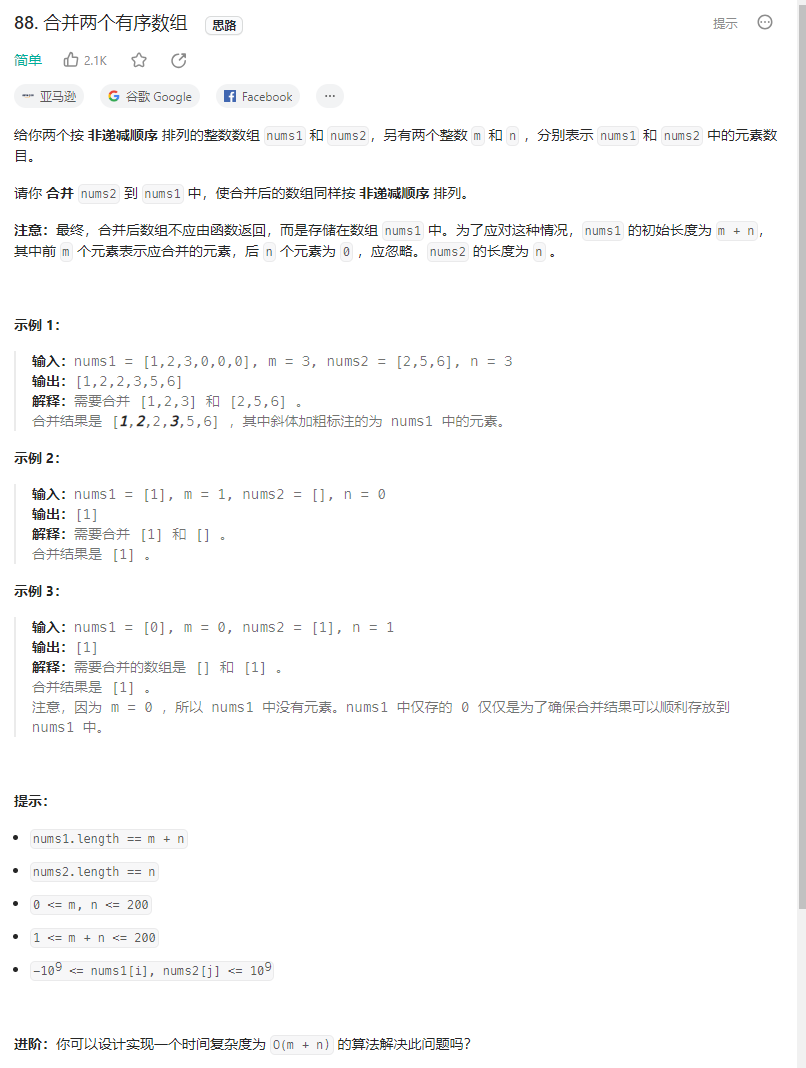 88. 合并两个有序数组 思路 提示
简单 2.1K
亚马逊 谷歌 Google Facebook ...
给你两个按 非递减顺序 排列的整数数组 nums1 和 nums2，另有两个整数 m 和 n ，分别表示 nums1 和 nums2 中的元素数
目。
请你 合并 nums2 到 nums1 中，使合并后的数组同样按 非递减顺序 排列。
注意：最终，合并后数组不应由函数返回，而是存储在数组 nums1 中。为了应对这种情况，nums1 的初始长度为 m + n，
其中前 m 个元素表示应合并的元素，后 n 个元素为 0 ，应忽略。nums2 的长度为 n 。
示例 1：
输入：nums1 = [1,2,3,0,0,0], m = 3, nums2 = [2,5,6], n = 3
输出：[1,2,2,3,5,6]
解释：需要合并 [1,2,3] 和 [2,5,6] 。
合并结果是 [1,2,2,3,5,6] ，其中斜体加粗标注的为 nums1 中的元素。
示例 2：
输入：nums1 = [1], m = 1, nums2 = [], n = 0
输出：[1]
解释：需要合并 [1] 和 [] 。
合并结果是 [1] 。
示例 3：
输入：nums1 = [0], m = 0, nums2 = [1], n = 1
输出：[1]
解释：需要合并的数组是 [] 和 [1] 。
合并结果是 [1] 。
注意，因为 m = 0 ，所以 nums1 中没有元素。nums1 中仅存的 0 仅仅是为了确保合并结果可以顺利存放到
nums1 中。
提示：
nums1.length == m + n
nums2.length == n
0 <= m, n <= 200
1 <= m + n <= 200
-10⁹ <= nums1[i], nums2[j] <= 10⁹
进阶：你可以设计实现一个时间复杂度为 O(m + n) 的算法解决此问题吗？